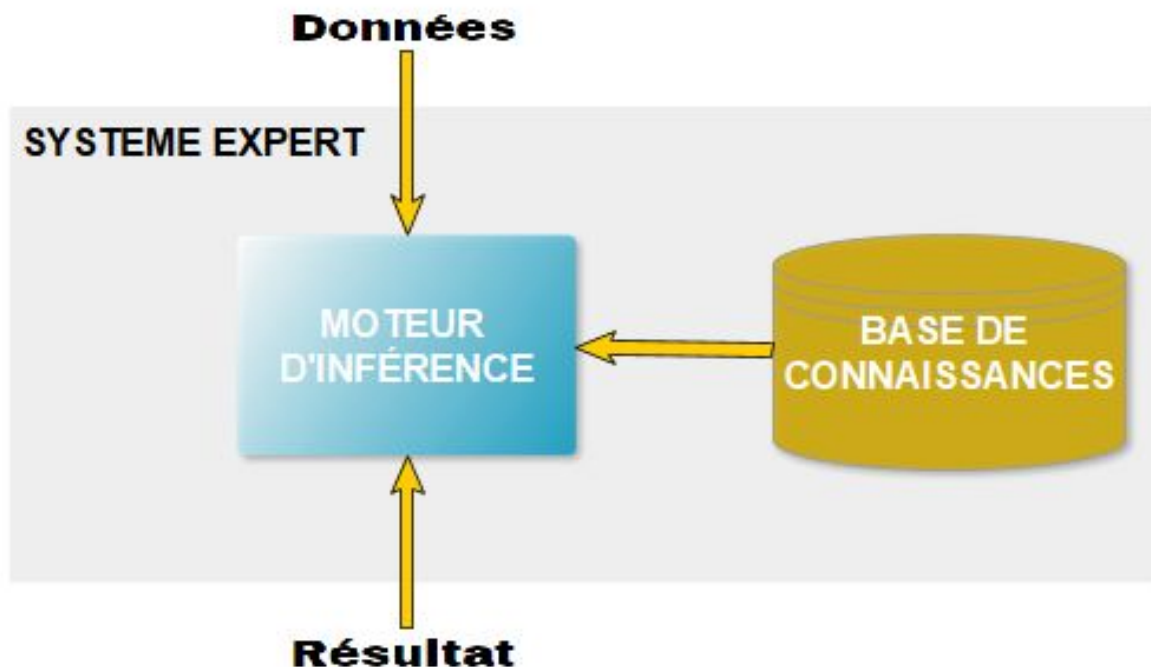 Données
SYSTEME EXPERT
MOTEUR
D'INFÉRENCE
BASE DE
CONNAISSANCES
Résultat